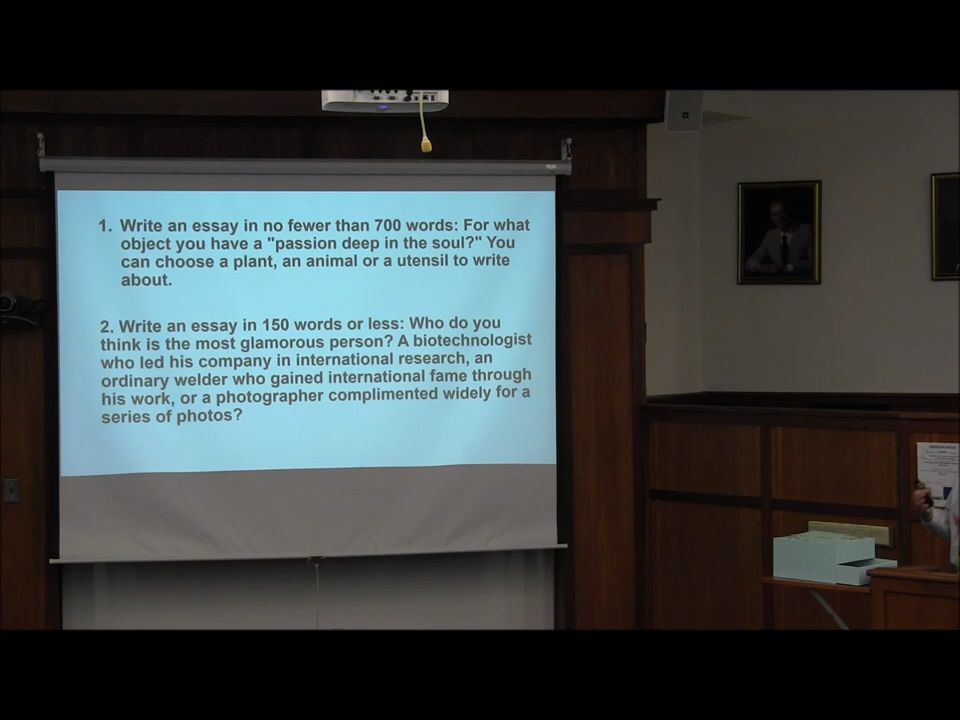 1. Write an essay in no fewer than 700 words: For what
object you have a "passion deep in the soul?" You
can choose a plant, an animal or a utensil to write
about.
2. Write an essay in 150 words or less: Who do you
think is the most glamorous person? A biotechnologist
who led his company in international research, an
ordinary welder who gained international fame through
his work, or a photographer complimented widely for a
series of photos?